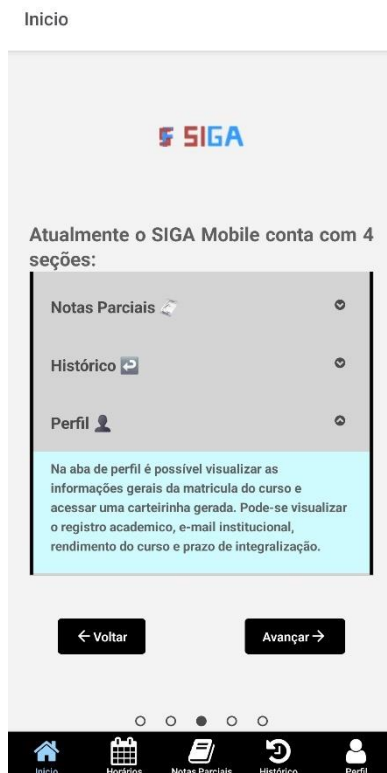 Inicio
SIGA
Atualmente o SIGA Mobile conta com 4
seções:
Notas Parciais
Histórico
Perfil
Na aba de perfil é possível visualizar as
informações gerais da matricula do curso e
acessar uma carteirinha gerada. Pode-se visualizar
o registro academico, e-mail institucional,
rendimento do curso e prazo de integralização.
← Voltar
Avançar →
Inicio
Horários
Notas Parciais
Histórico
Perfil